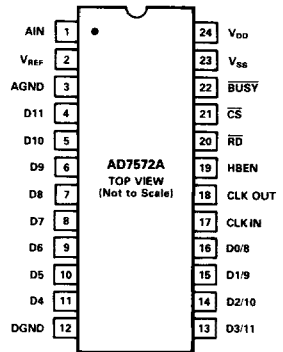 AIN 1
VREF 2
AGND 3
D11 4
D10 5
D9 6
D8 7
D7 8
D6 9
D5 10
D4 11
DGND 12
AD7572A
TOP VIEW
(Not to Scale)
24 VDD
23 VSS
22 BUSY
21 CS
20 RD
19 HBEN
18 CLK OUT
17 CLK IN
16 D0/8
15 D1/9
14 D2/10
13 D3/11